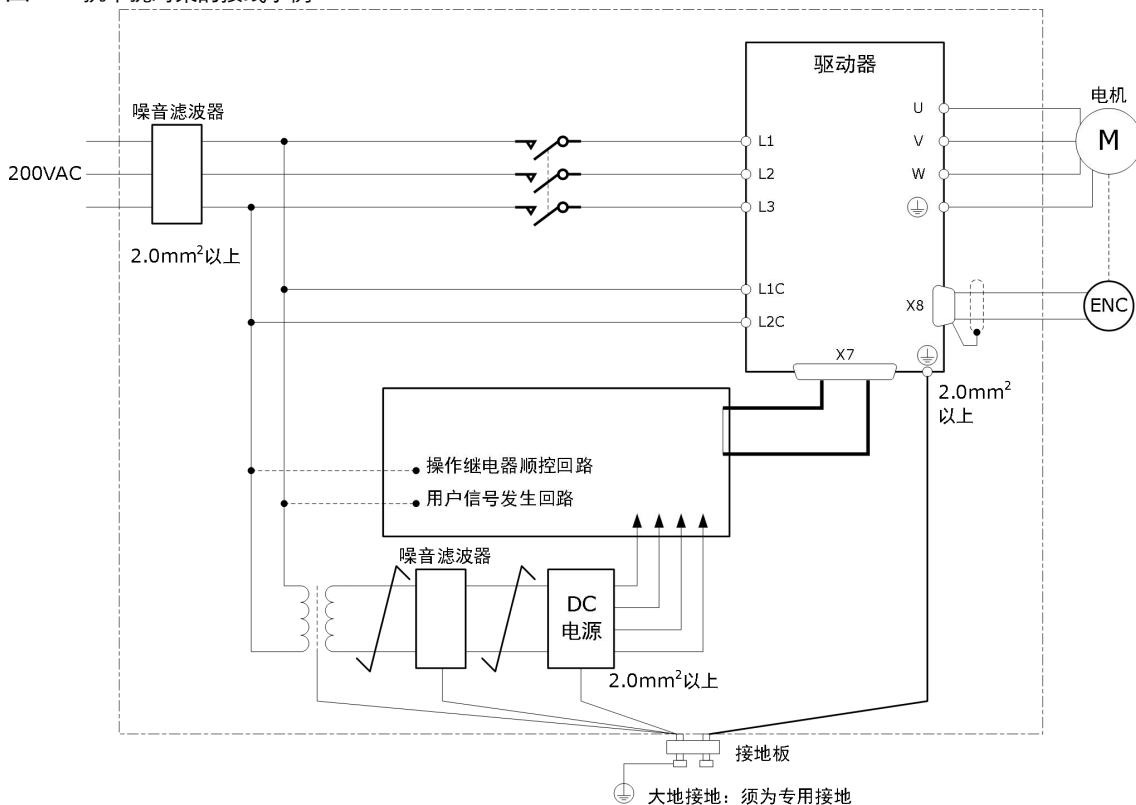 噪音滤波器
200VAC
2.0mm²以上
驱动器
L1
L2
L3
L1C
L2C
U
V
W
X8
X7
电机
M
ENC
2.0mm²
以上
操作继电器顺控回路
用户信号发生回路
噪音滤波器
DC
电源
2.0mm²以上
接地板
大地接地：须为专用接地